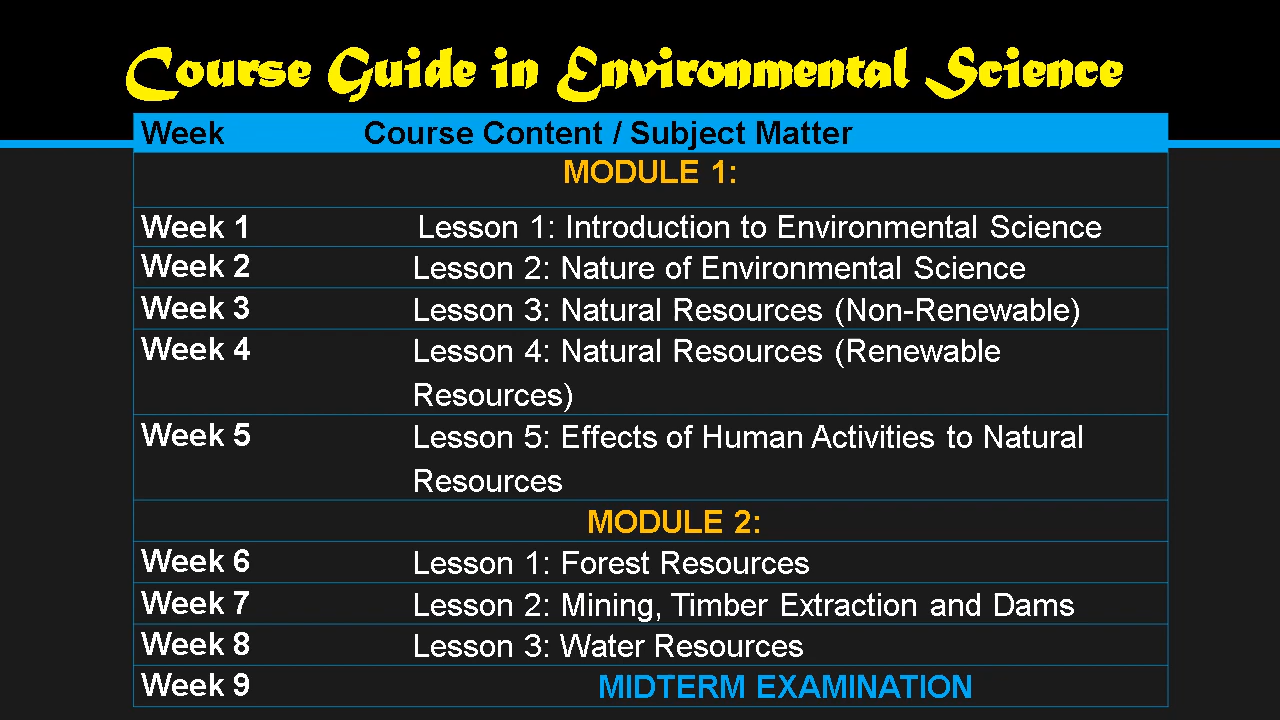 Course Guide in Environmental Science
Week Course Content / Subject Matter
MODULE 1:
Week 1 Lesson 1: Introduction to Environmental Science
Week 2 Lesson 2: Nature of Environmental Science
Week 3 Lesson 3: Natural Resources (Non-Renewable)
Week 4 Lesson 4: Natural Resources (Renewable
Resources)
Week 5 Lesson 5: Effects of Human Activities to Natural
Resources
MODULE 2:
Week 6 Lesson 1: Forest Resources
Week 7 Lesson 2: Mining, Timber Extraction and Dams
Week 8 Lesson 3: Water Resources
Week 9 MIDTERM EXAMINATION